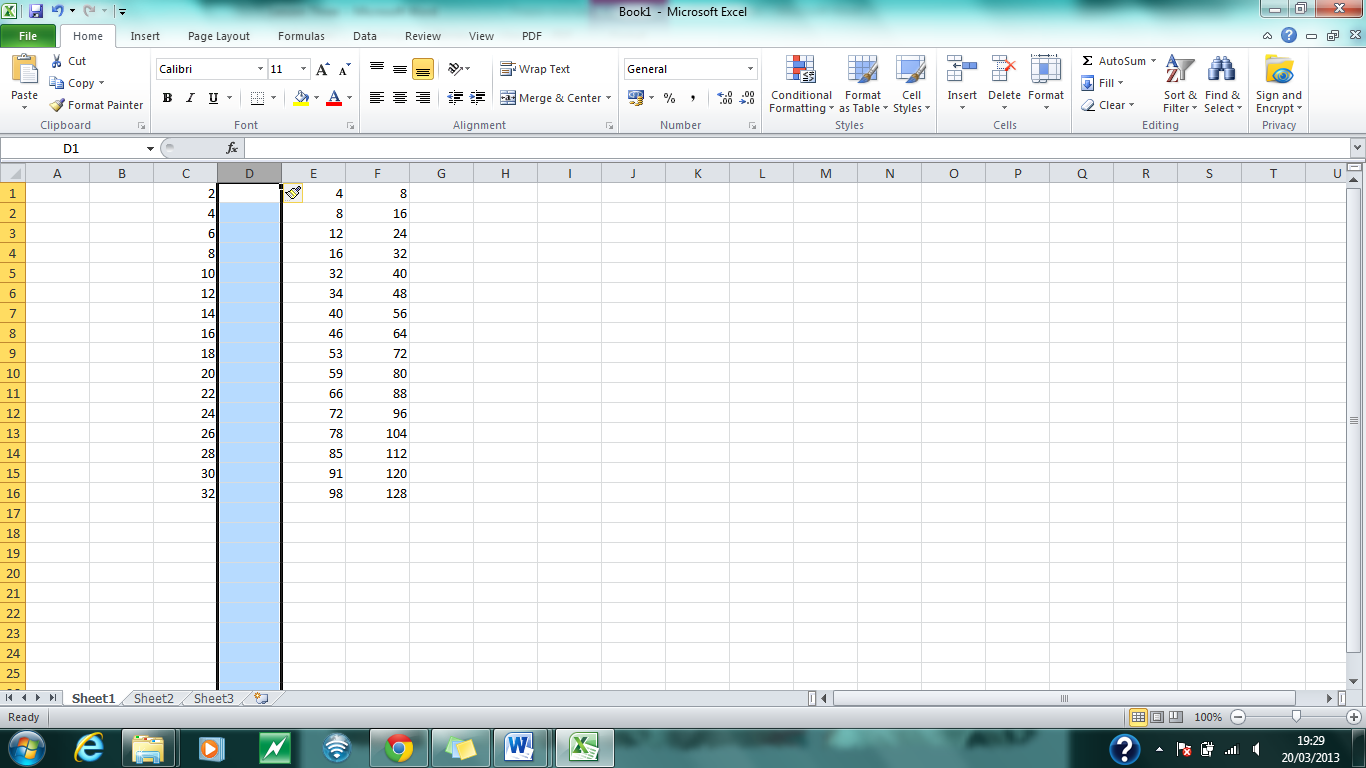 Book1 - Microsoft Excel
File Home Insert Page Layout Formulas Data Review View PDF
Paste Cut Copy Format Painter Clipboard
Calibri 11 B I U A Font
Wrap Text Merge & Center Alignment
General % , Number
Conditional Formatting Format as Table Cell Styles Styles
Insert Delete Format Cells
AutoSum Fill Clear Sort & Filter Find & Select Editing
Sign and Encrypt Privacy
D1 fx
A B C D E F G H I J K L M N O P Q R S T U
1 2 4 8
2 4 8 16
3 6 12 24
4 8 16 32
5 10 32 40
6 12 34 48
7 14 40 56
8 16 46 64
9 18 53 72
10 20 59 80
11 22 66 88
12 24 72 96
13 26 78 104
14 28 85 112
15 30 91 120
16 32 98 128
17
18
19
20
21
22
23
24
25
Sheet1 Sheet2 Sheet3
Ready 100%
19:29
20/03/2013